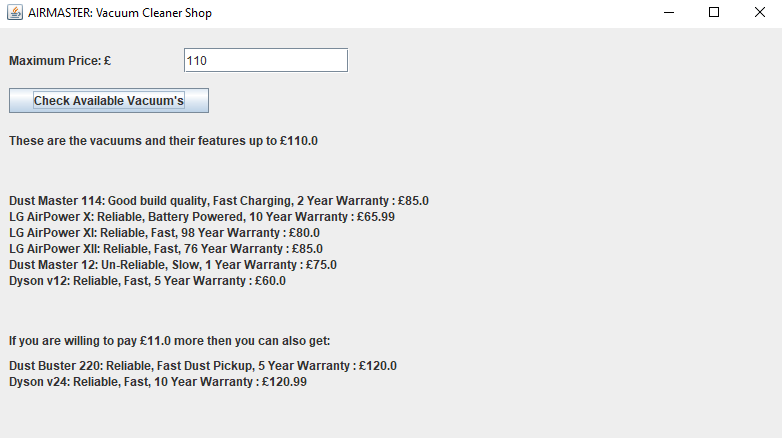 AIRMASTER: Vacuum Cleaner Shop
Maximum Price: £ 110
Check Available Vacuum's
These are the vacuums and their features up to £110.0
Dust Master 114: Good build quality, Fast Charging, 2 Year Warranty : £85.0
LG AirPower X: Reliable, Battery Powered, 10 Year Warranty : £65.99
LG AirPower XI: Reliable, Fast, 98 Year Warranty : £80.0
LG AirPower XII: Reliable, Fast, 76 Year Warranty : £85.0
Dust Master 12: Un-Reliable, Slow, 1 Year Warranty : £75.0
Dyson v12: Reliable, Fast, 5 Year Warranty : £60.0
If you are willing to pay £11.0 more then you can also get:
Dust Buster 220: Reliable, Fast Dust Pickup, 5 Year Warranty : £120.0
Dyson v24: Reliable, Fast, 10 Year Warranty : £120.99